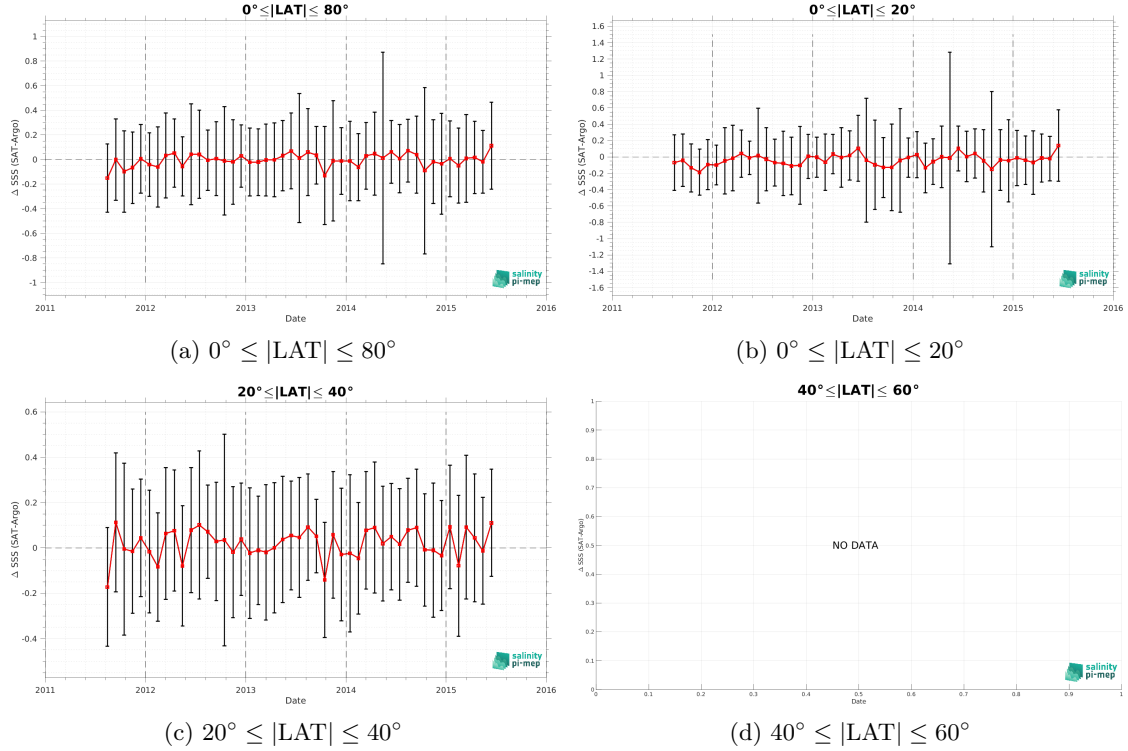 0°≤|LAT|≤ 80°
1
0.8
0.6
0.4
0.2
0
-0.2
-0.4
-0.6
-0.8
-1
Δ SSS (SAT-Argo)
2011 2012 2013 2014 2015 2016
Date
salinity
pi-mep
(a) 0° ≤ |LAT| ≤ 80°
0°≤|LAT|≤ 20°
1.6
1.4
1.2
1
0.8
0.6
0.4
0.2
0
-0.2
-0.4
-0.6
-0.8
-1
-1.2
-1.4
-1.6
Δ SSS (SAT-Argo)
2011 2012 2013 2014 2015 2016
Date
salinity
pi-mep
(b) 0° ≤ |LAT| ≤ 20°
20°≤|LAT|≤ 40°
0.6
0.4
0.2
0
-0.2
-0.4
Δ SSS (SAT-Argo)
2011 2012 2013 2014 2015 2016
Date
salinity
pi-mep
(c) 20° ≤ |LAT| ≤ 40°
40°≤|LAT|≤ 60°
1
0.9
0.8
0.7
0.6
0.5
0.4
0.3
0.2
0.1
0
Δ SSS (SAT-Argo)
NO DATA
0 0.1 0.2 0.3 0.4 0.5 0.6 0.7 0.8 0.9 1
Date
salinity
pi-mep
(d) 40° ≤ |LAT| ≤ 60°